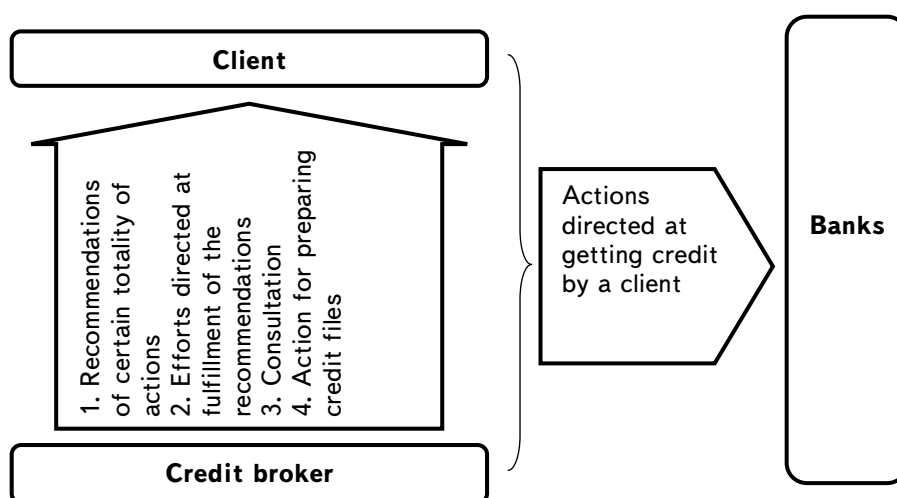 Client
1. Recommendations
of certain totality of
actions
2. Efforts directed at
fulfillment of the
recommendations
3. Consultation
4. Action for preparing
credit files
Credit broker
Actions
directed at
getting credit
by a client
Banks